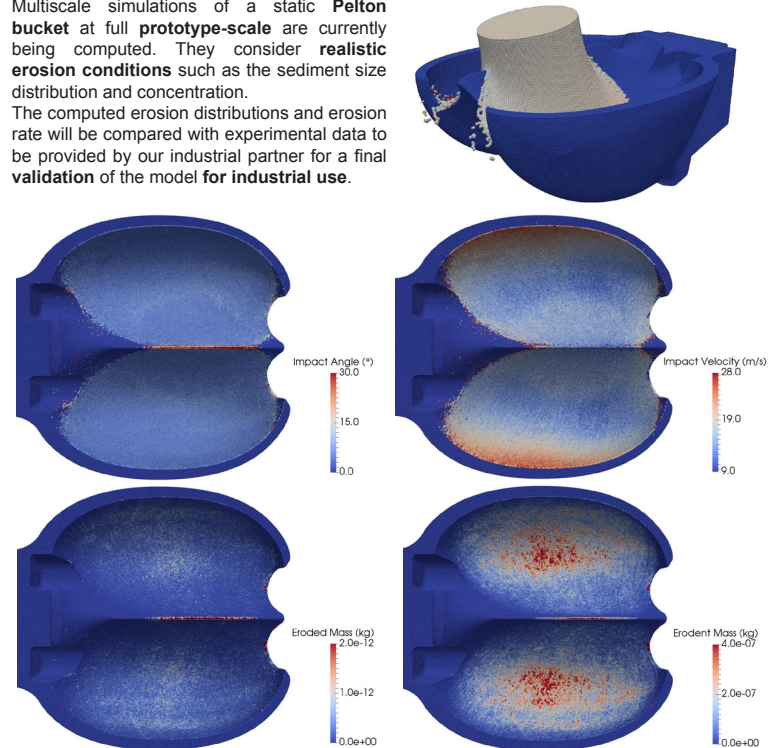 Multiscale simulations of a static Pelton
bucket at full prototype-scale are currently
being computed. They consider realistic
erosion conditions such as the sediment size
distribution and concentration.
The computed erosion distributions and erosion
rate will be compared with experimental data to
be provided by our industrial partner for a final
validation of the model for industrial use.
Impact Angle (°)
30.0
15.0
0.0
Impact Velocity (m/s)
28.0
19.0
9.0
Eroded Mass (kg)
2.0e-12
1.0e-12
0.0e+00
Erodent Mass (kg)
4.0e-07
2.0e-07
0.0e+00